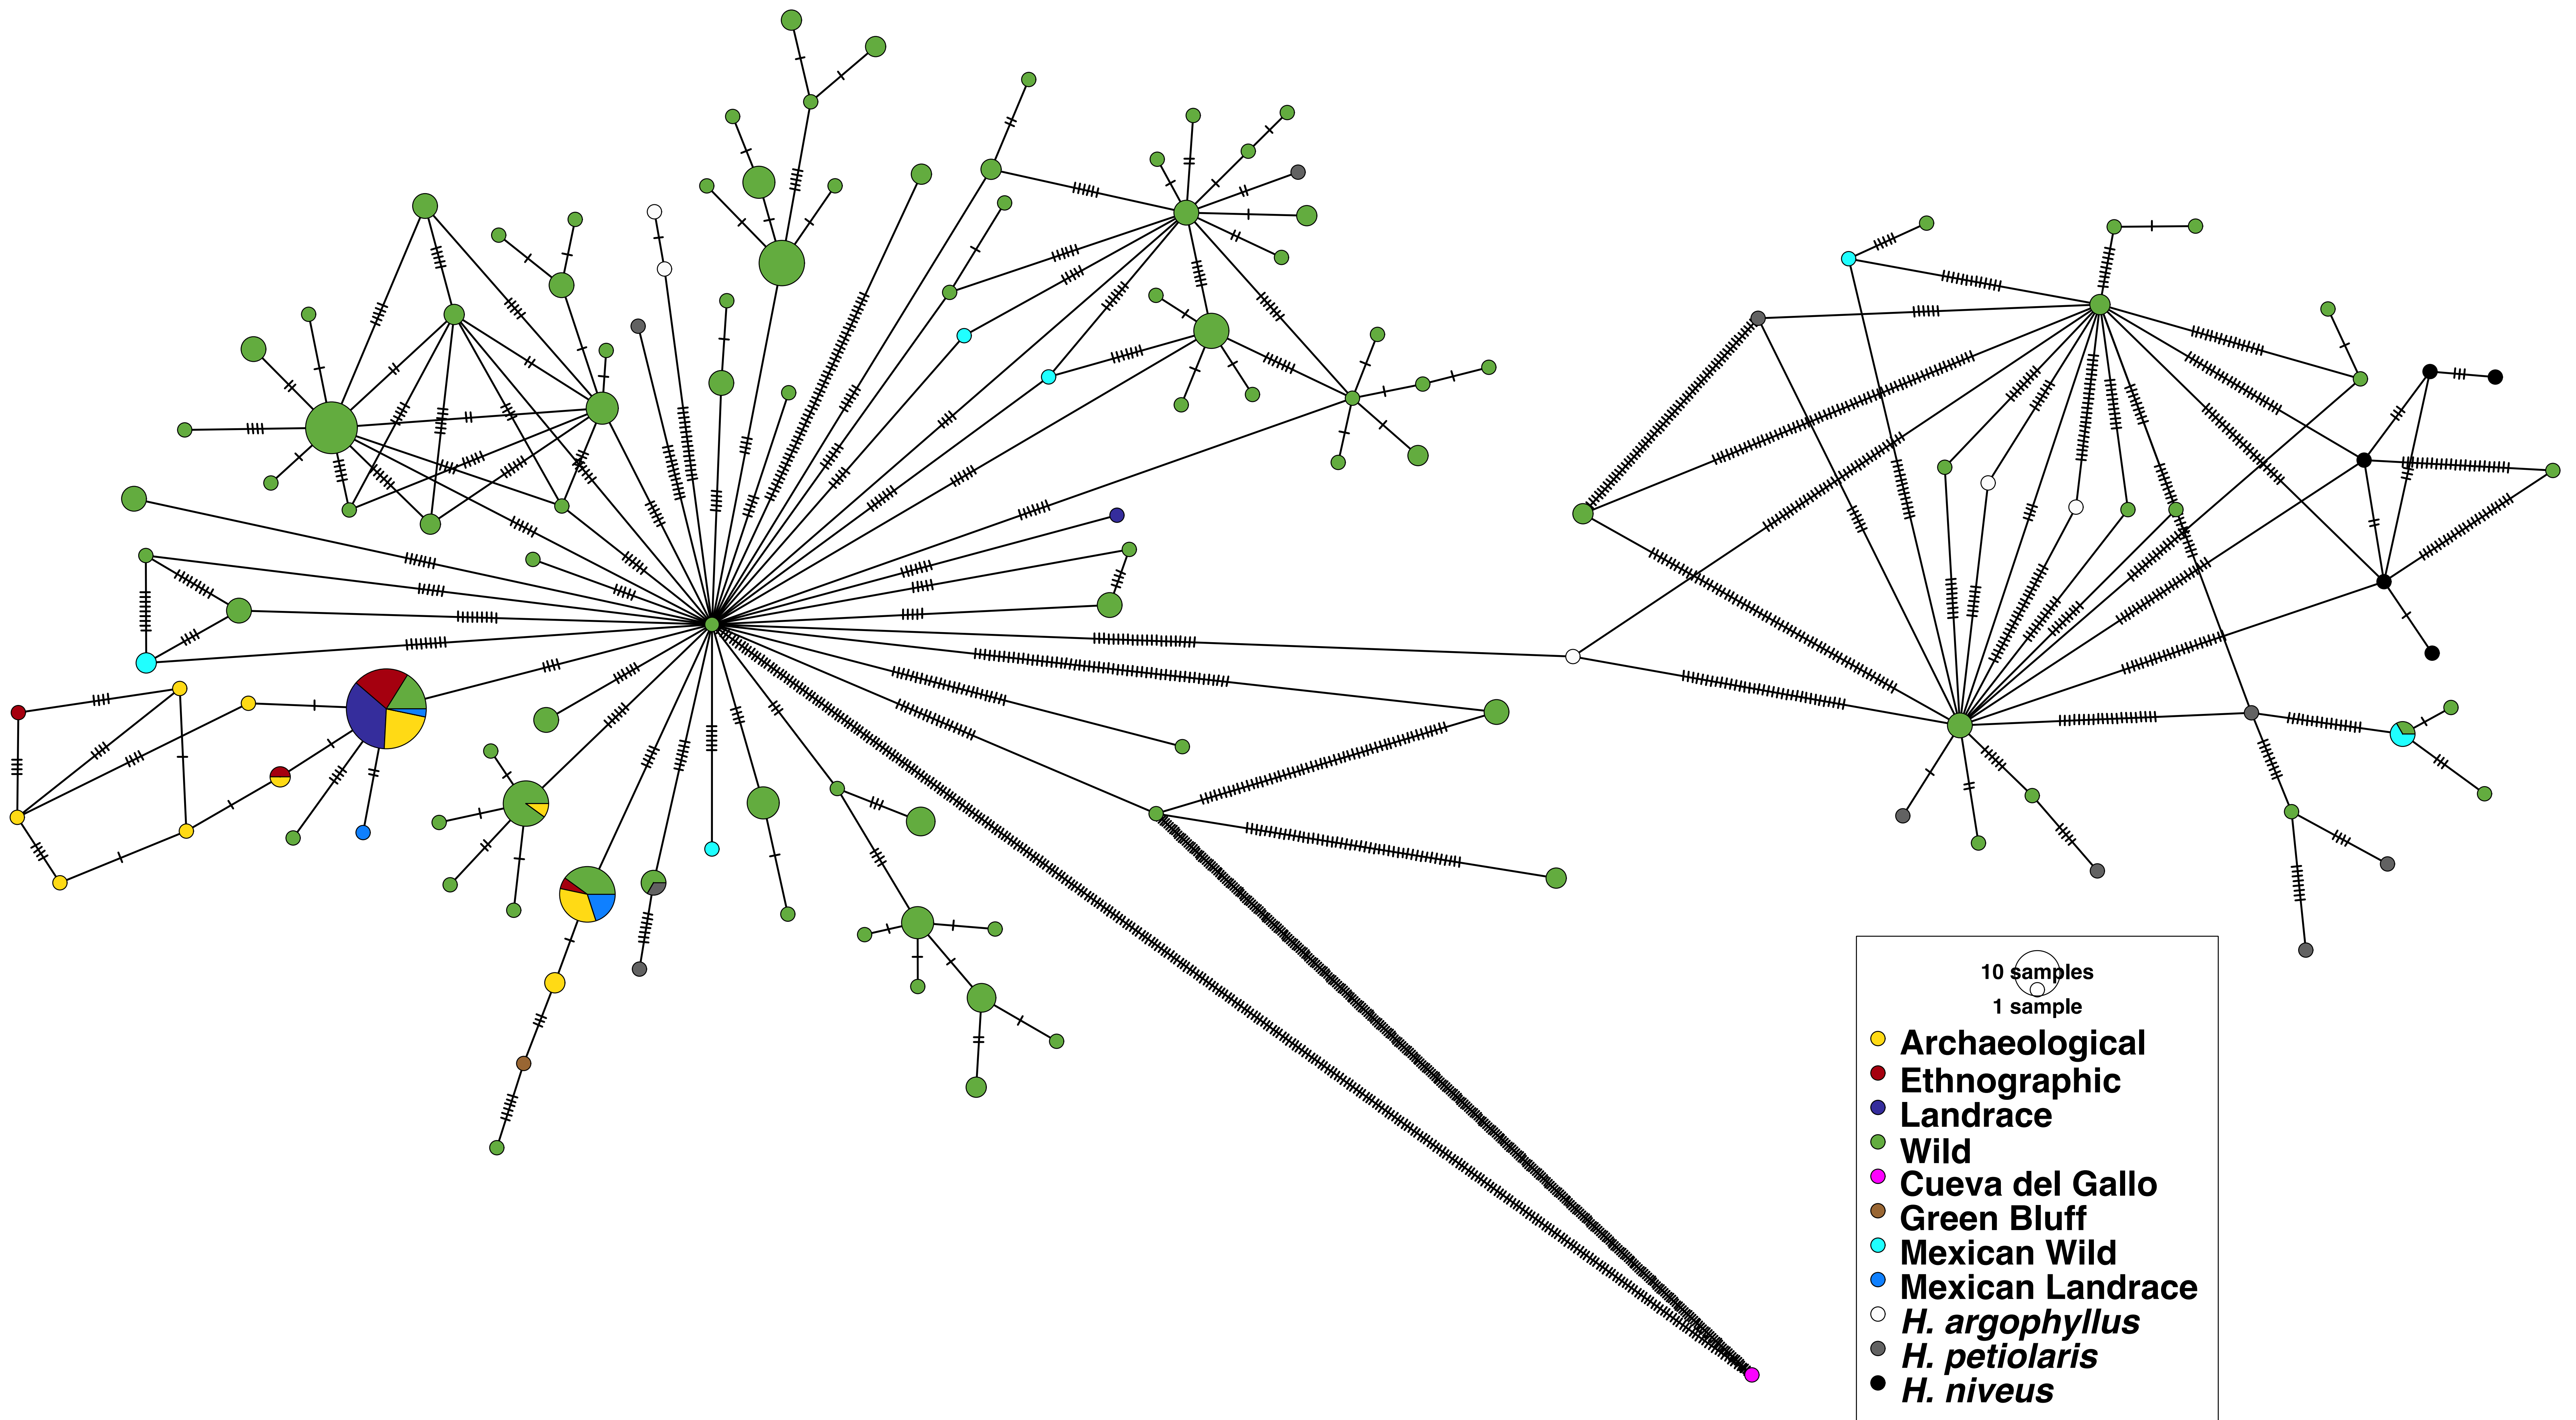 10 samples
1 sample
Archaeological
Ethnographic
Landrace
Wild
Cueva del Gallo
Green Bluff
Mexican Wild
Mexican Landrace
H. argophyllus
H. petiolaris
H. niveus